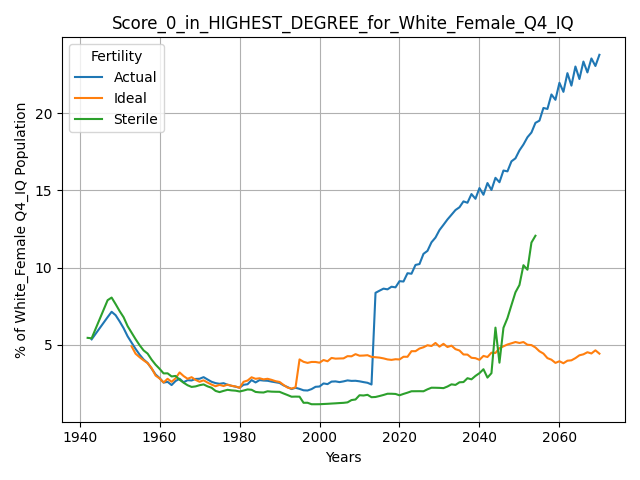 Score_0_in_HIGHEST_DEGREE_for_White_Female_Q4_IQ
Fertility
Actual
Ideal
Sterile
% of White_Female Q4_IQ Population
20
15
10
5
1940 1960 1980 2000 2020 2040 2060
Years